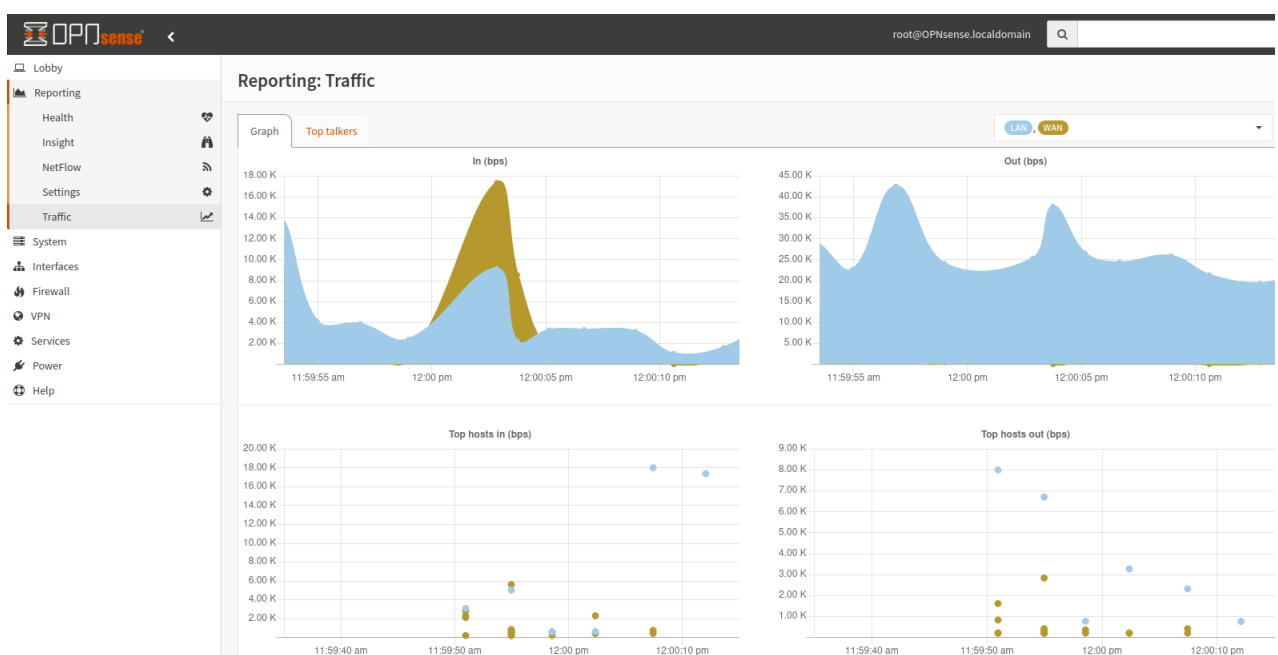 OPNsense
root@OPNsense.localdomain
Lobby
Reporting
Health
Insight
NetFlow
Settings
Traffic
System
Interfaces
Firewall
VPN
Services
Power
Help
Reporting: Traffic
Graph
Top talkers
LAN, WAN
In (bps)
18.00 K
16.00 K
14.00 K
12.00 K
10.00 K
8.00 K
6.00 K
4.00 K
2.00 K
11:59:55 am 12:00 pm 12:00:05 pm 12:00:10 pm
Out (bps)
45.00 K
40.00 K
35.00 K
30.00 K
25.00 K
20.00 K
15.00 K
10.00 K
5.00 K
11:59:55 am 12:00 pm 12:00:05 pm 12:00:10 pm
Top hosts in (bps)
20.00 K
18.00 K
16.00 K
14.00 K
12.00 K
10.00 K
8.00 K
6.00 K
4.00 K
2.00 K
11:59:40 am 11:59:50 am 12:00 pm 12:00:10 pm
Top hosts out (bps)
9.00 K
8.00 K
7.00 K
6.00 K
5.00 K
4.00 K
3.00 K
2.00 K
1.00 K
11:59:40 am 11:59:50 am 12:00 pm 12:00:10 pm